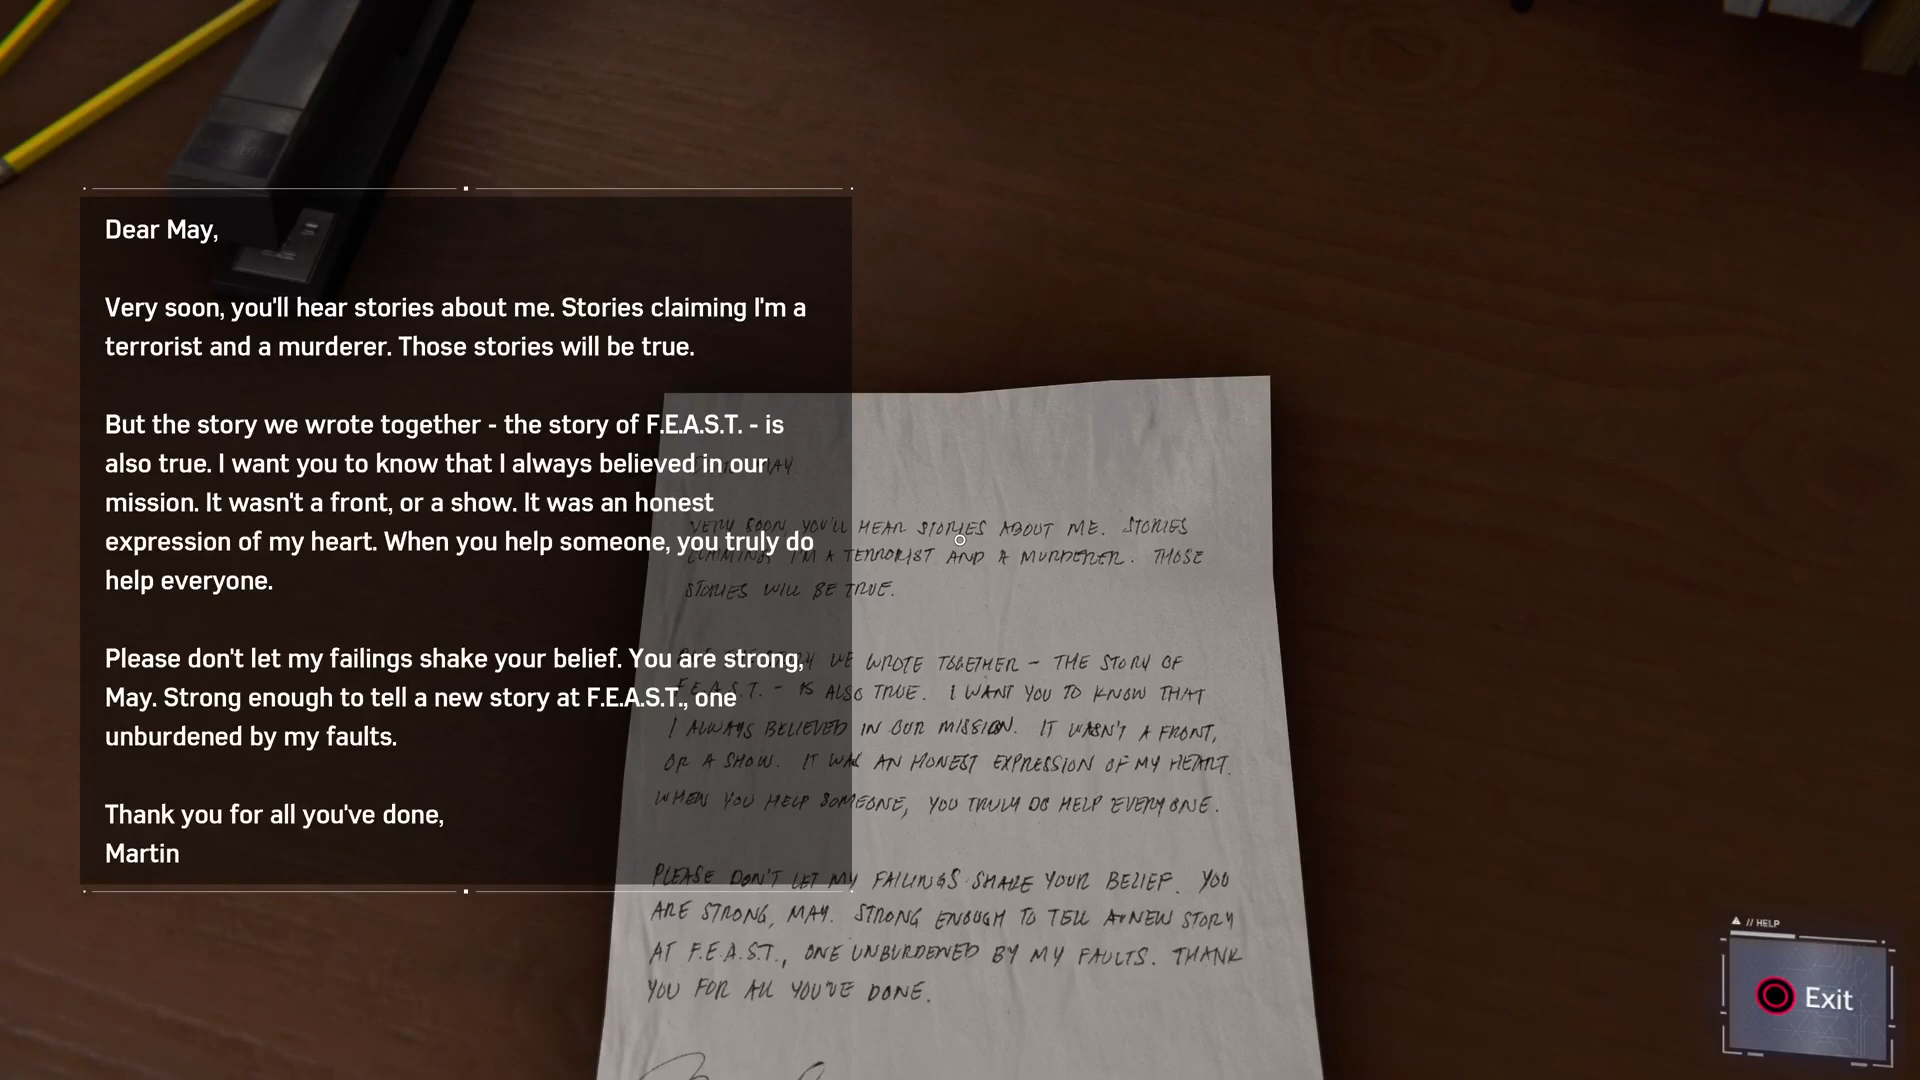 Dear May,
Very soon, you'll hear stories about me. Stories claiming I'm a
terrorist and a murderer. Those stories will be true.
But the story we wrote together - the story of F.E.A.S.T. - is
also true. I want you to know that I always believed in our
mission. It wasn't a front, or a show. It was an honest
expression of my heart. When you help someone, you truly do
help everyone.
Please don't let my failings shake your belief. You are strong,
May. Strong enough to tell a new story at F.E.A.S.T., one
unburdened by my faults.
Thank you for all you've done,
Martin
MAY.
VERY SOON YOU'LL HEAR STORIES ABOUT ME. STORIES
CLAIMING I'M A TERRORIST AND A MURDERER. THOSE
STORIES WILL BE TRUE.
WE WROTE TOGETHER - THE STORY OF
F.E.A.S.T. - IS ALSO TRUE. I WANT YOU TO KNOW THAT
I ALWAYS BELIEVED IN OUR MISSION. IT WASN'T A FRONT,
OR A SHOW. IT WAS AN HONEST EXPRESSION OF MY HEART.
WHEN YOU HELP SOMEONE, YOU TRULY DO HELP EVERYONE.
PLEASE DON'T LET MY FAILINGS SHAKE YOUR BELIEF. YOU
ARE STRONG, MAY. STRONG ENOUGH TO TELL A NEW STORY
AT F.E.A.S.T., ONE UNBURDENED BY MY FAULTS. THANK
YOU FOR ALL YOU'VE DONE.
// HELP
Exit